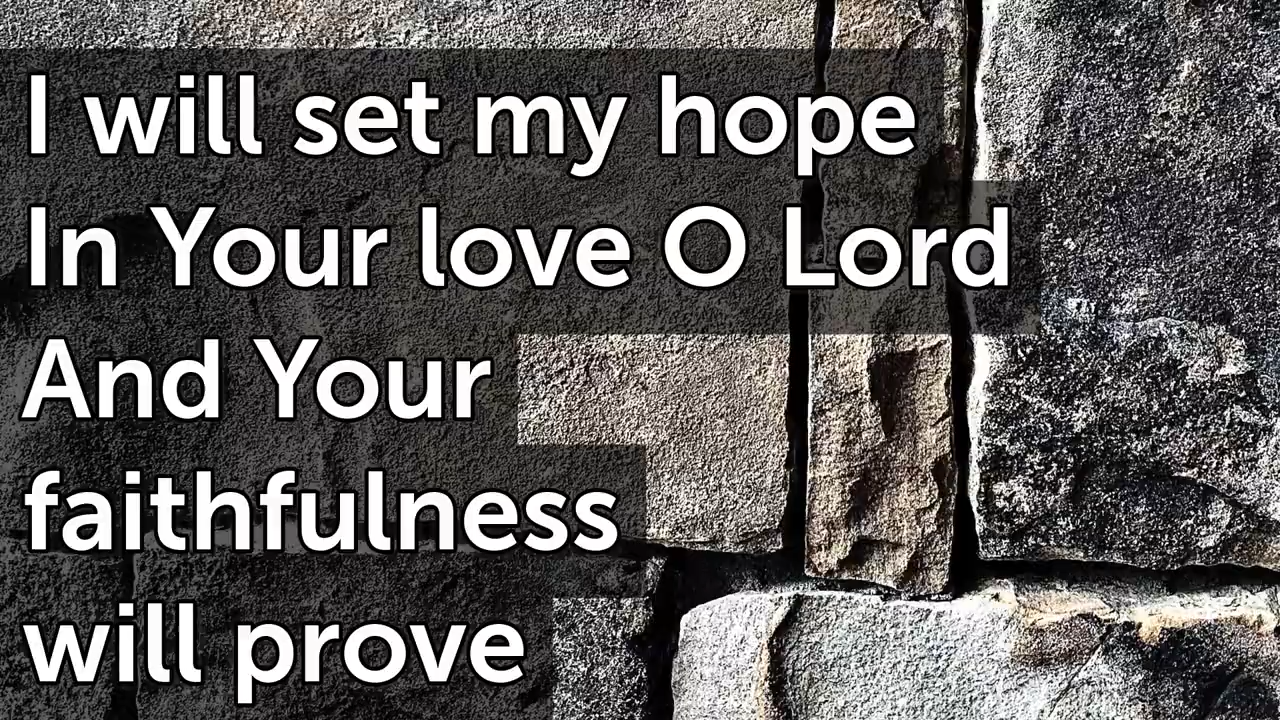 I will set my hope
In Your love O Lord
And Your
faithfulness
will prove